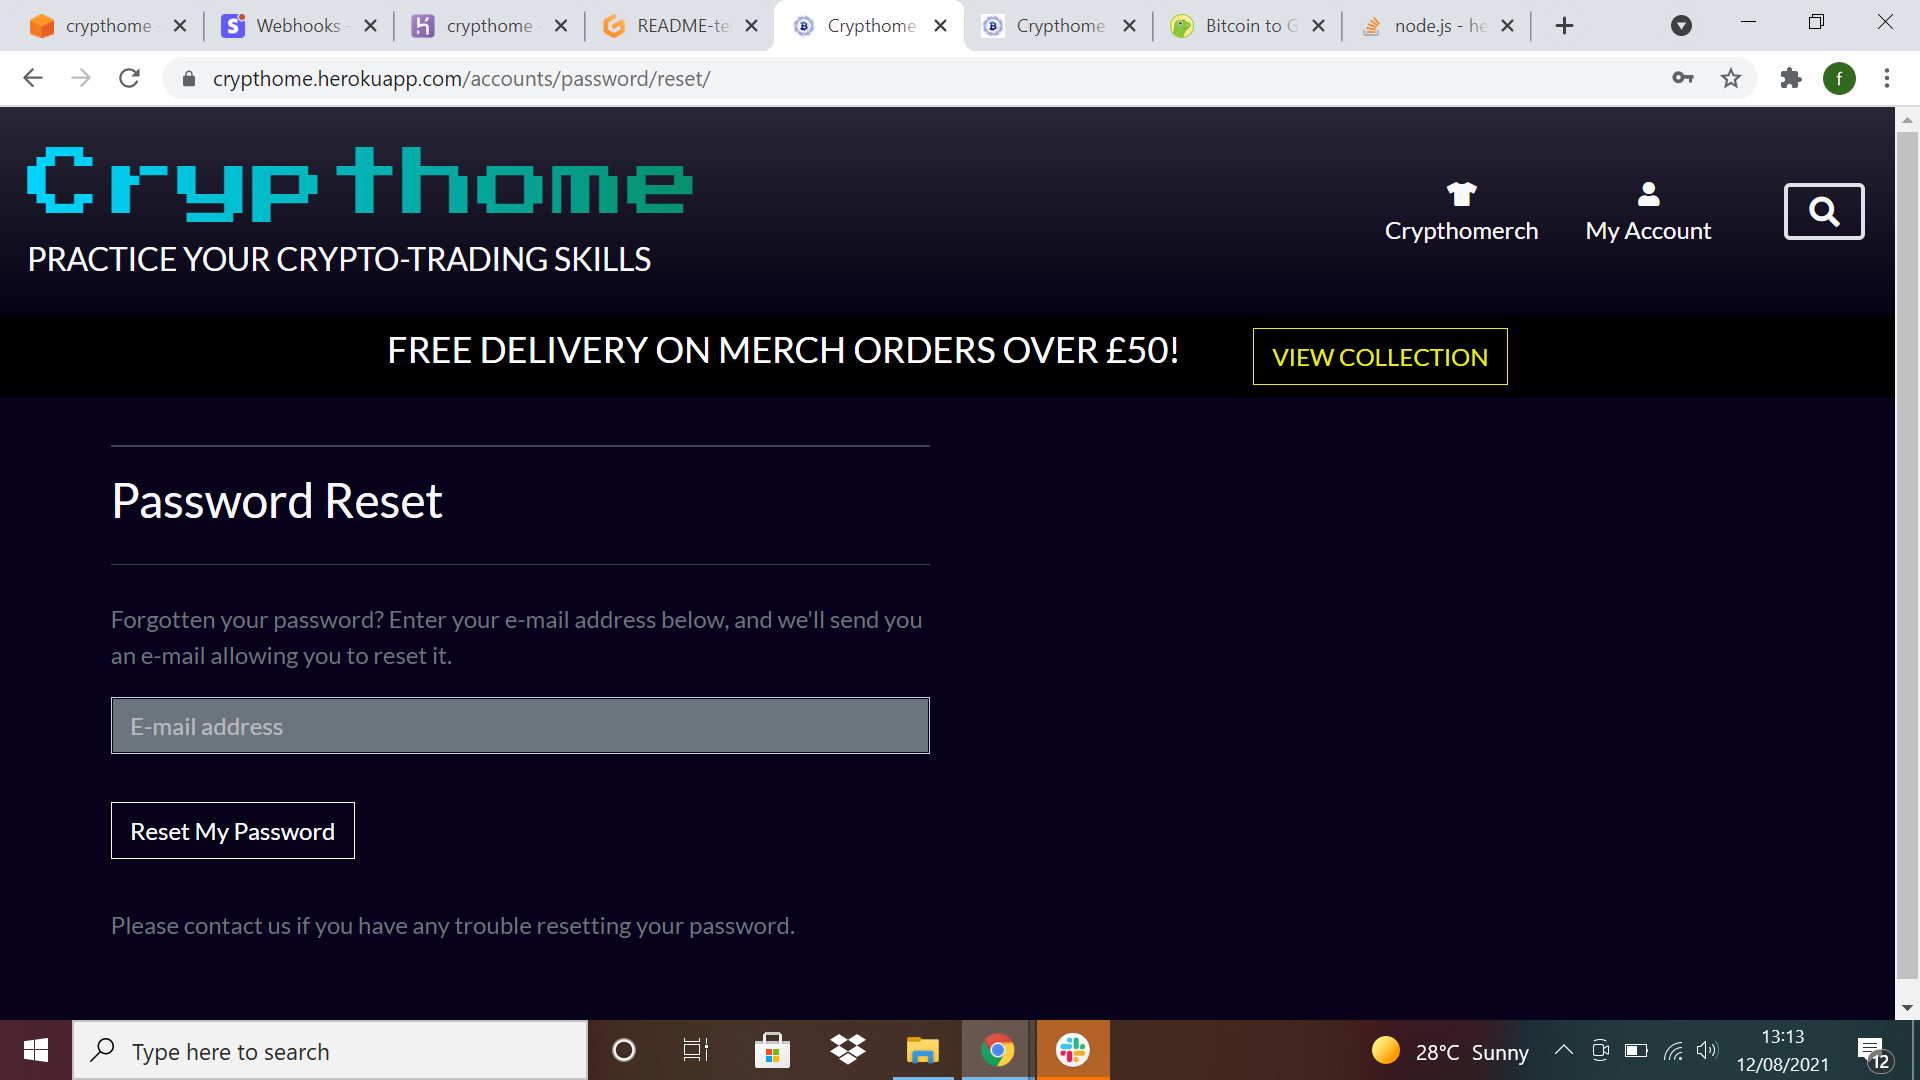 crypthome
Webhooks -
crypthome
README-te
Crypthome
Crypthome
Bitcoin to G
node.js - he
crypthome.herokuapp.com/accounts/password/reset/
f
Crypthome
PRACTICE YOUR CRYPTO-TRADING SKILLS
Crypthomerch
My Account
FREE DELIVERY ON MERCH ORDERS OVER £50!
VIEW COLLECTION
Password Reset
Forgotten your password? Enter your e-mail address below, and we'll send you
an e-mail allowing you to reset it.
E-mail address
Reset My Password
Please contact us if you have any trouble resetting your password.
Type here to search
28°C Sunny
13:13
12/08/2021
12